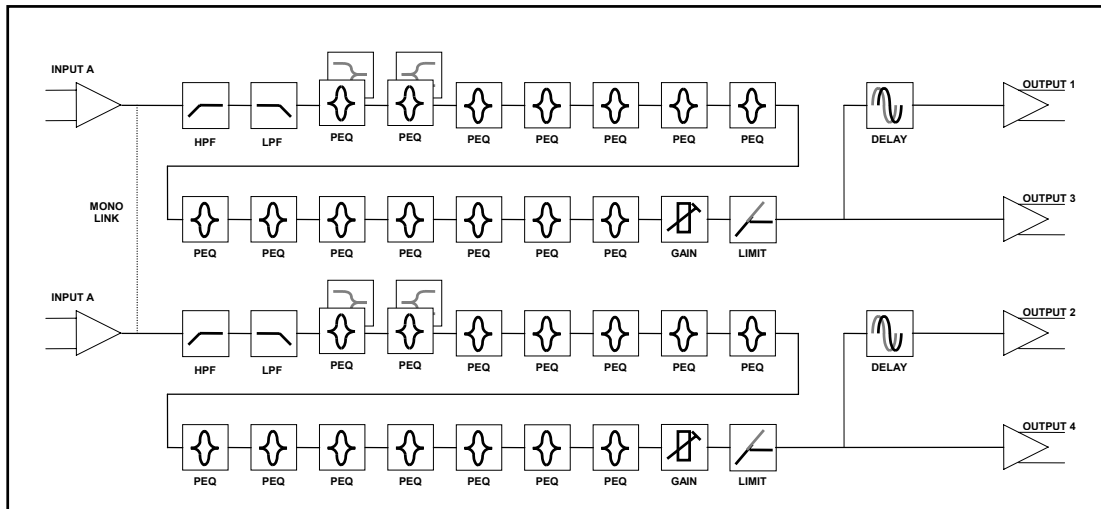 INPUT A
OUTPUT 1
HPF LPF PEQ PEQ PEQ PEQ PEQ PEQ PEQ DELAY
MONO
LINK
OUTPUT 3
PEQ PEQ PEQ PEQ PEQ PEQ PEQ GAIN LIMIT
INPUT A
OUTPUT 2
HPF LPF PEQ PEQ PEQ PEQ PEQ PEQ PEQ DELAY
OUTPUT 4
PEQ PEQ PEQ PEQ PEQ PEQ PEQ GAIN LIMIT